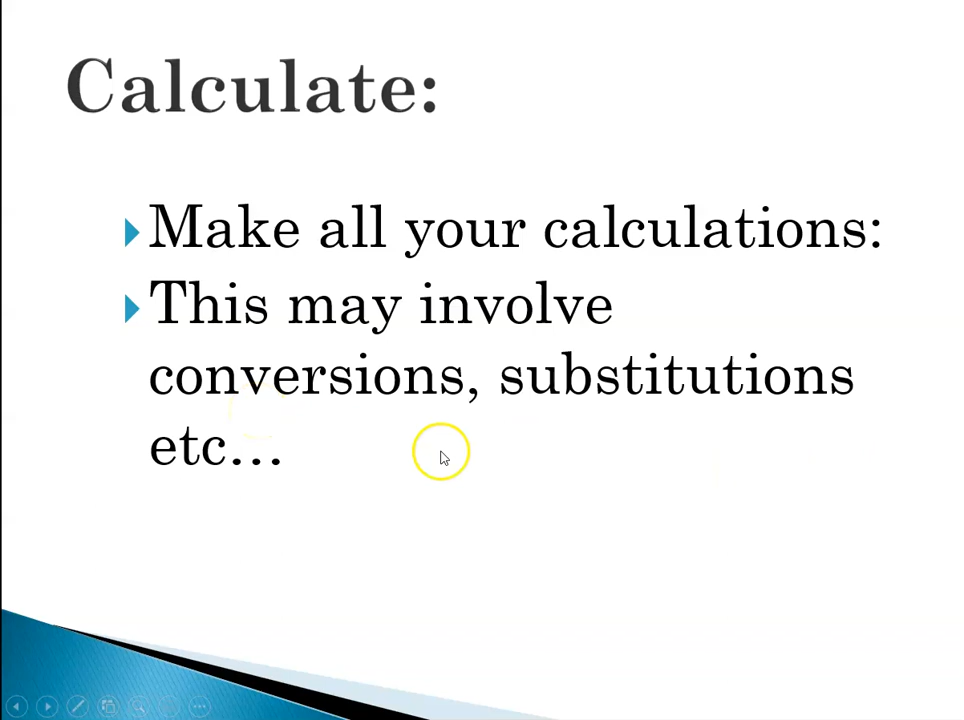 Calculate:
Make all your calculations:
This may involve
conversions, substitutions
etc…